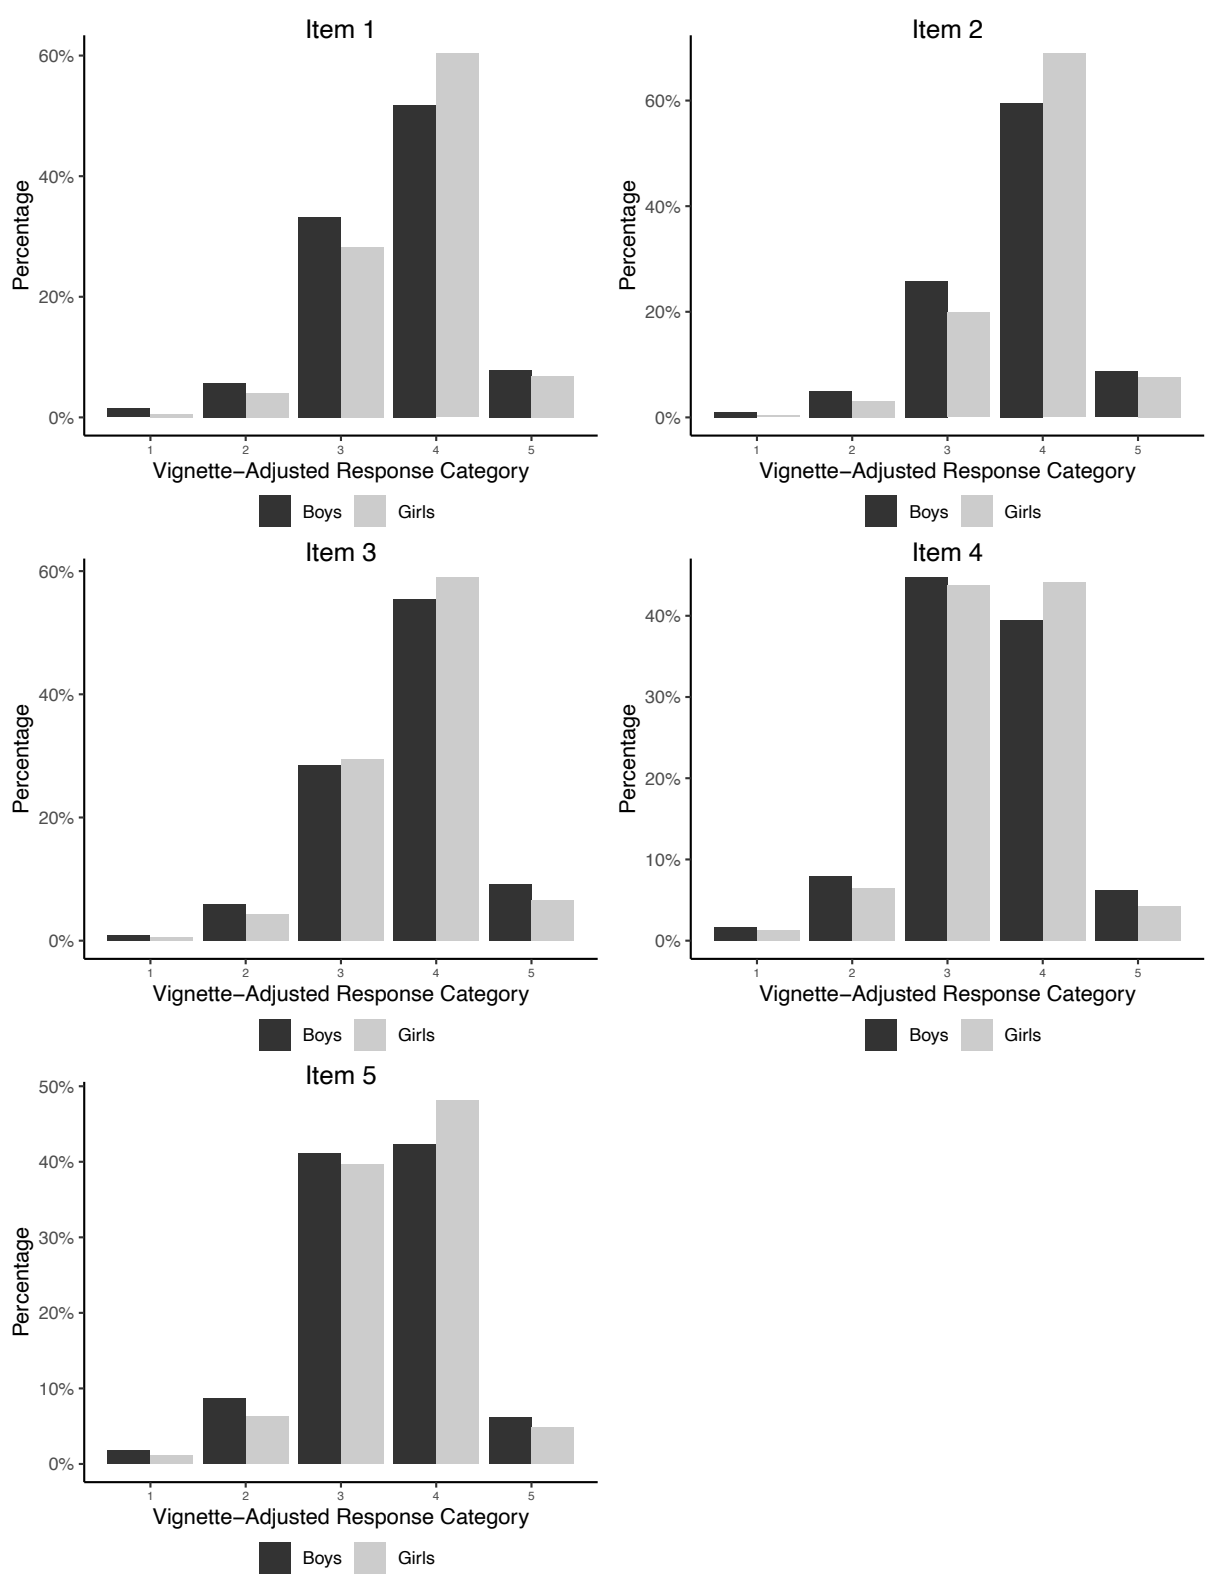 Item 1
60%
40%
20%
0%
Percentage
1 2 3 4 5
Vignette−Adjusted Response Category
Boys Girls
Item 2
60%
40%
20%
0%
Percentage
1 2 3 4 5
Vignette−Adjusted Response Category
Boys Girls
Item 3
60%
40%
20%
0%
Percentage
1 2 3 4 5
Vignette−Adjusted Response Category
Boys Girls
Item 4
40%
30%
20%
10%
0%
Percentage
1 2 3 4 5
Vignette−Adjusted Response Category
Boys Girls
Item 5
50%
40%
30%
20%
10%
0%
Percentage
1 2 3 4 5
Vignette−Adjusted Response Category
Boys Girls